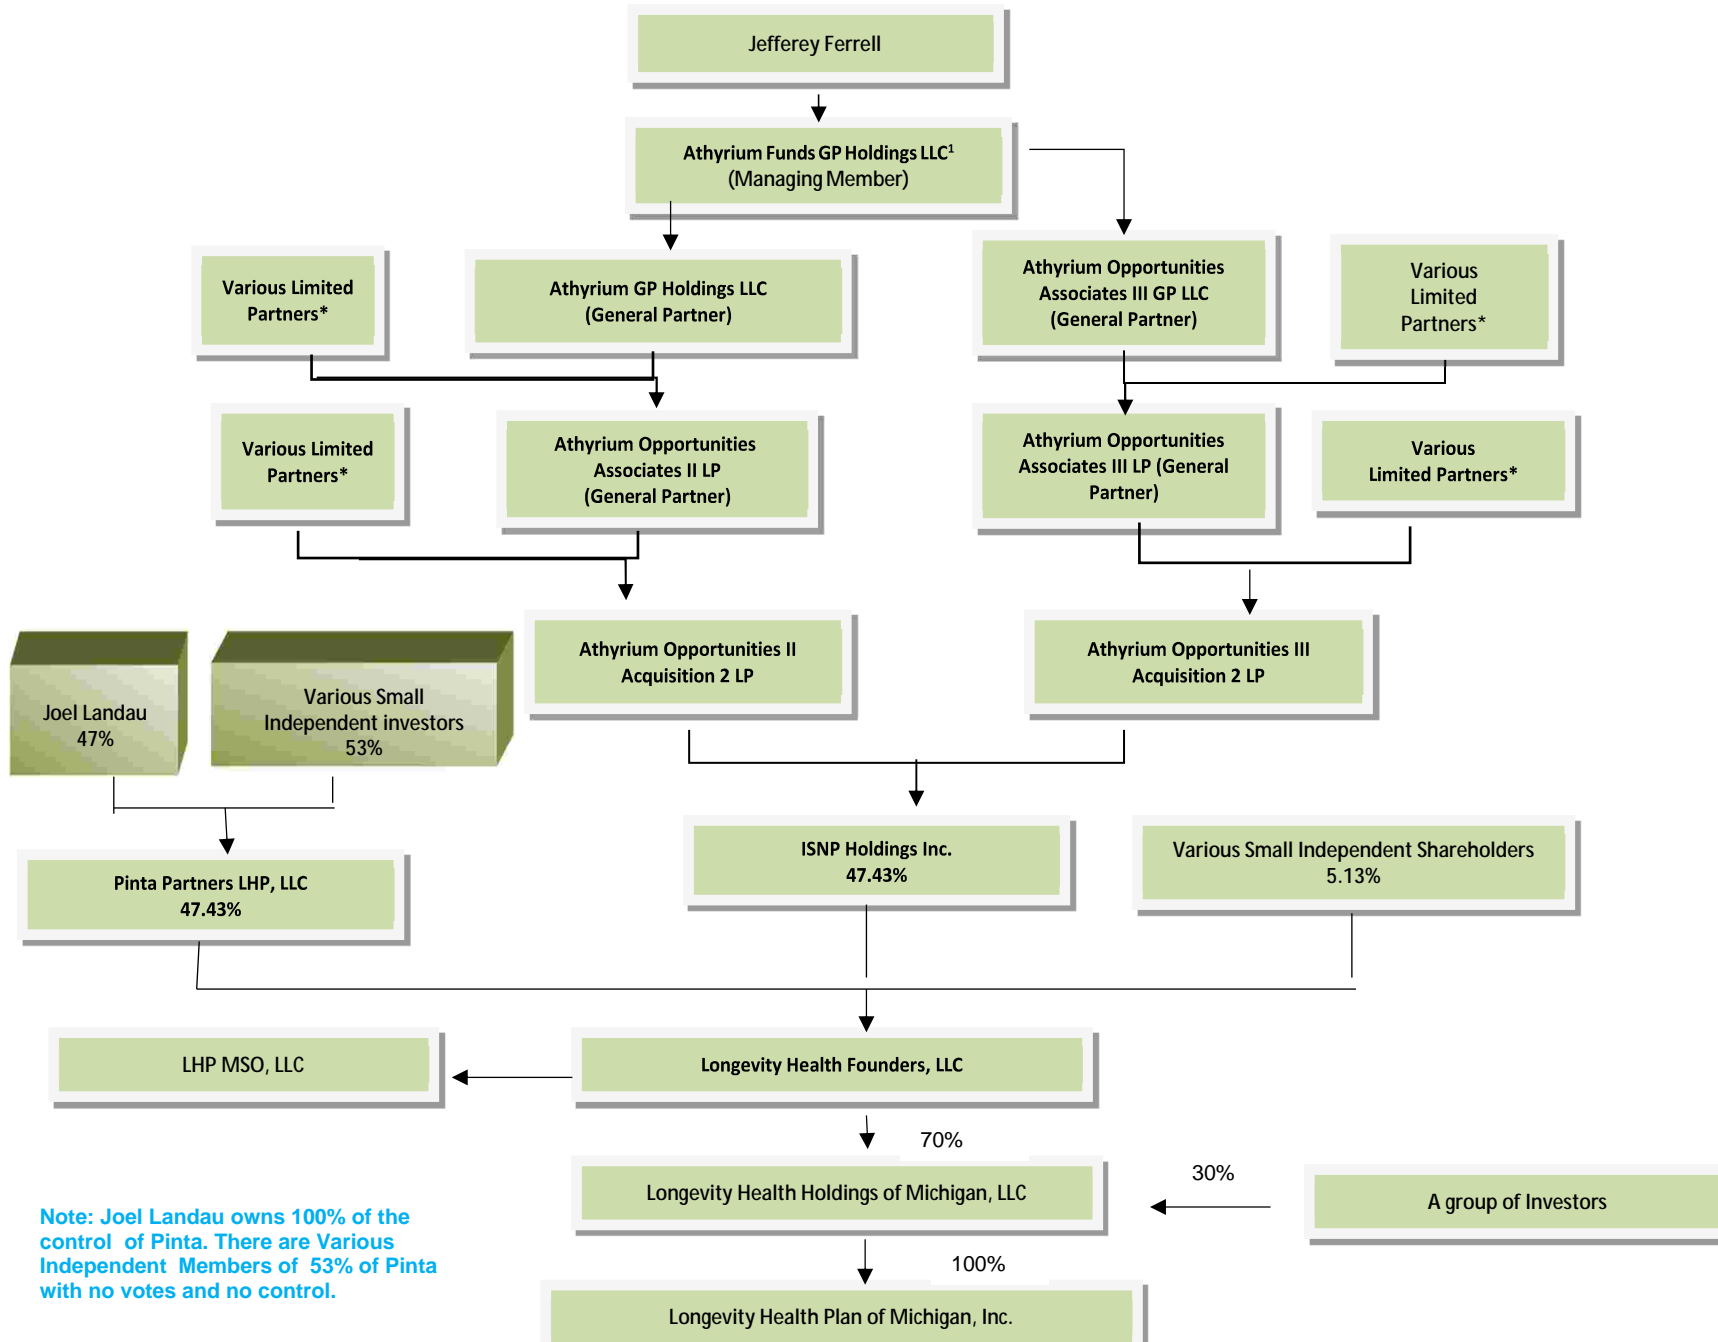 Jefferey Ferrell
Athyrium Funds GP Holdings LLC¹
(Managing Member)
Various Limited
Partners*
Athyrium GP Holdings LLC
(General Partner)
Athyrium Opportunities
Associates III GP LLC
(General Partner)
Various
Limited
Partners*
Various Limited
Partners*
Athyrium Opportunities
Associates II LP
(General Partner)
Athyrium Opportunities
Associates III LP (General
Partner)
Various
Limited Partners*
Joel Landau
47%
Various Small
Independent investors
53%
Athyrium Opportunities II
Acquisition 2 LP
Athyrium Opportunities III
Acquisition 2 LP
Pinta Partners LHP, LLC
47.43%
ISNP Holdings Inc.
47.43%
Various Small Independent Shareholders
5.13%
LHP MSO, LLC
Longevity Health Founders, LLC
70%
Longevity Health Holdings of Michigan, LLC
30%
A group of Investors
Note: Joel Landau owns 100% of the
control of Pinta. There are Various
Independent Members of 53% of Pinta
with no votes and no control.
100%
Longevity Health Plan of Michigan, Inc.